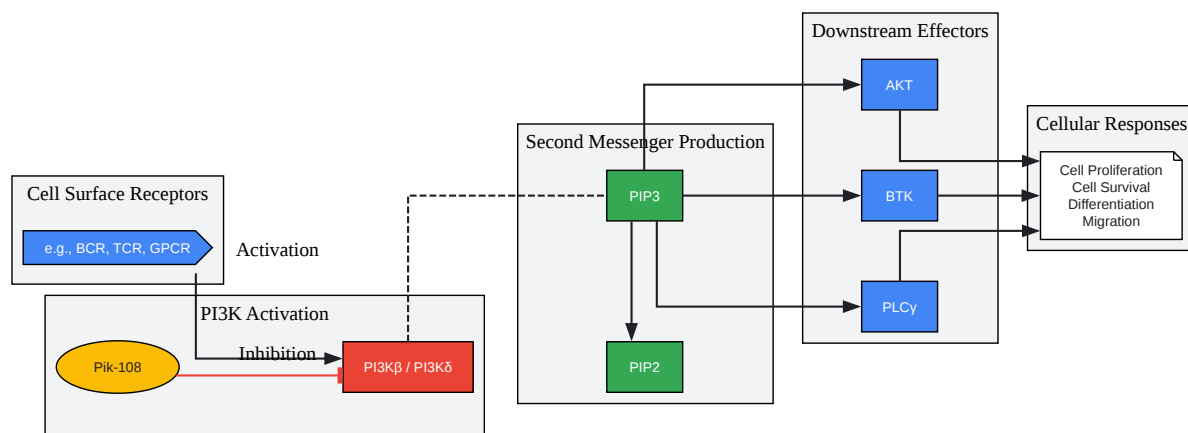 Downstream Effectors
AKT
Second Messenger Production
Cellular Responses
Cell Proliferation
Cell Survival
Differentiation
Migration
Cell Surface Receptors
PIP3
BTK
e.g., BCR, TCR, GPCR
Activation
PI3K Activation
PLCγ
Inhibition
Pik-108
PI3Kβ / PI3Kδ
PIP2